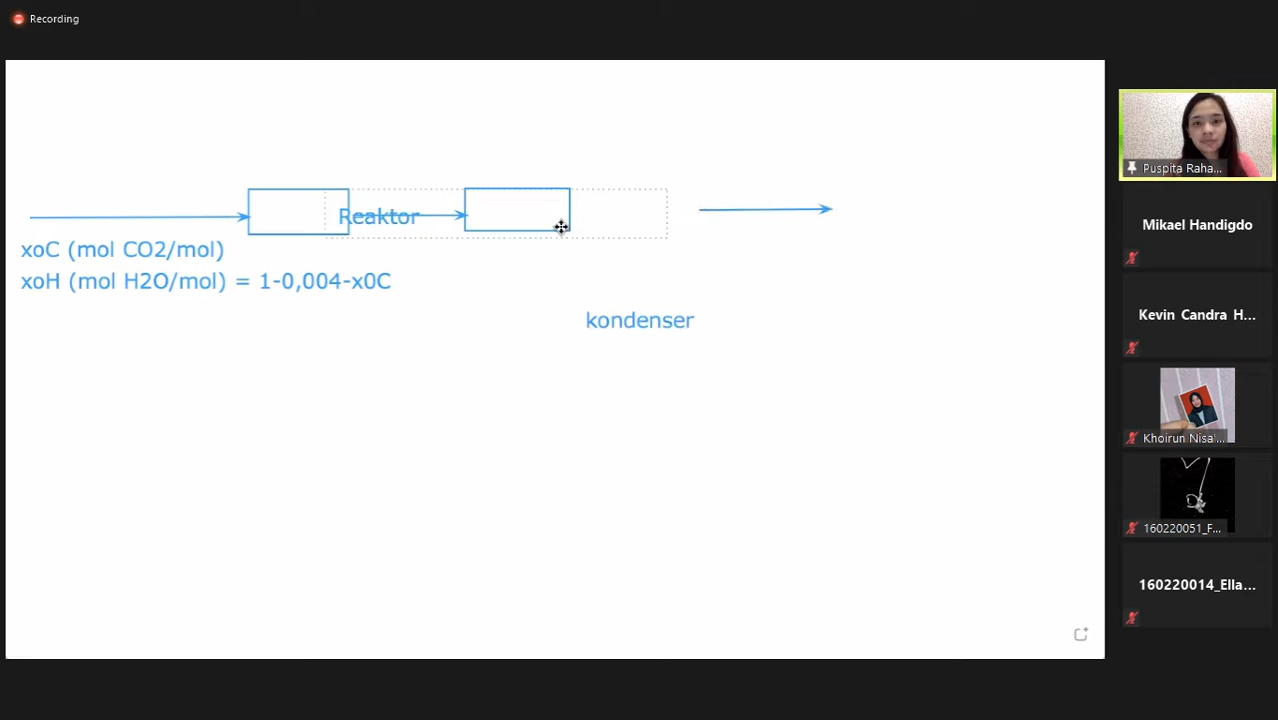 Recording
Reaktor
xoC (mol CO2/mol)
xoH (mol H2O/mol) = 1-0,004-x0C
kondenser
Puspita Raha...
Mikael Handigdo
Kevin Candra H...
Khoirun Nisa'...
160220051_F...
160220014_Ella...